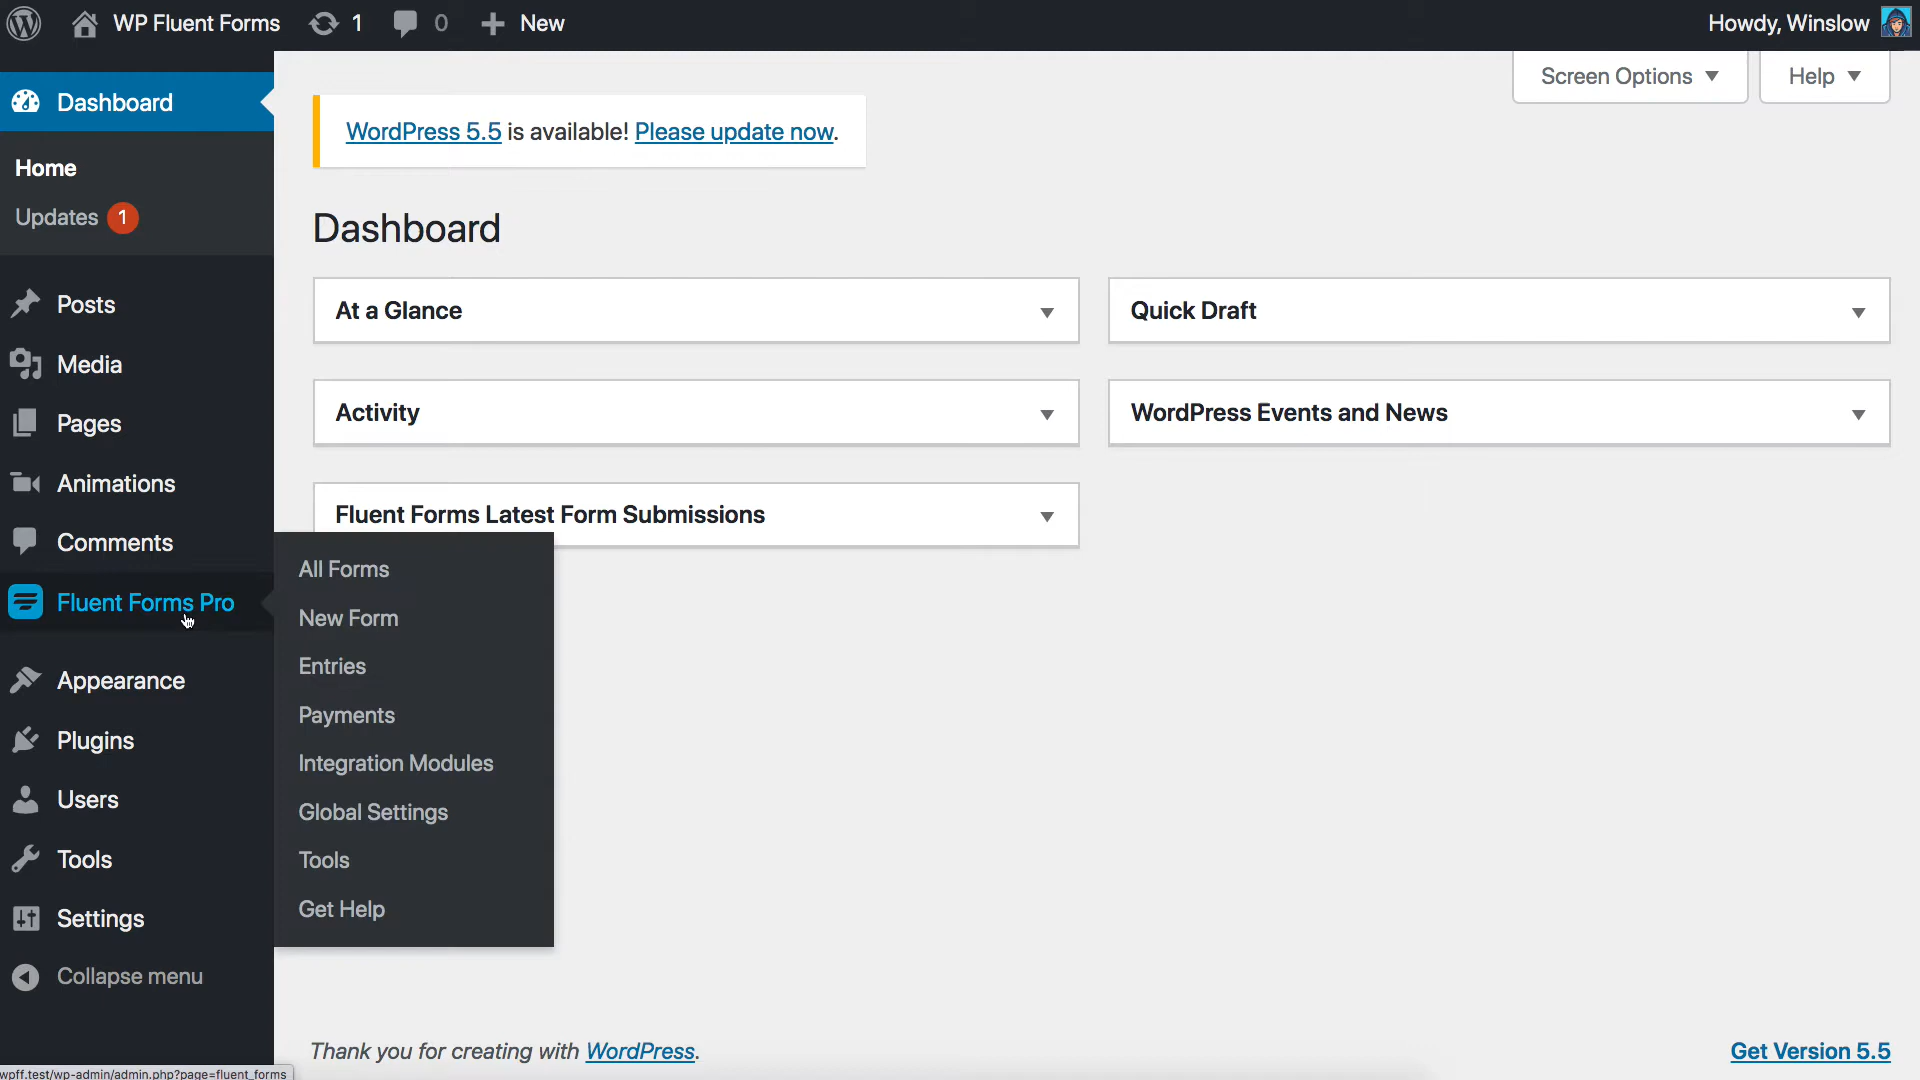 WP Fluent Forms 1 0 New Howdy, Winslow
Screen Options Help
Dashboard
Home
Updates 1
Posts
Media
Pages
Animations
Comments
Fluent Forms Pro
Appearance
Plugins
Users
Tools
Settings
Collapse menu
WordPress 5.5 is available! Please update now.
Dashboard
At a Glance
Quick Draft
Activity
WordPress Events and News
Fluent Forms Latest Form Submissions
All Forms
New Form
Entries
Payments
Integration Modules
Global Settings
Tools
Get Help
Thank you for creating with WordPress.
Get Version 5.5
wpff.test/wp-admin/admin.php?page=fluent_forms